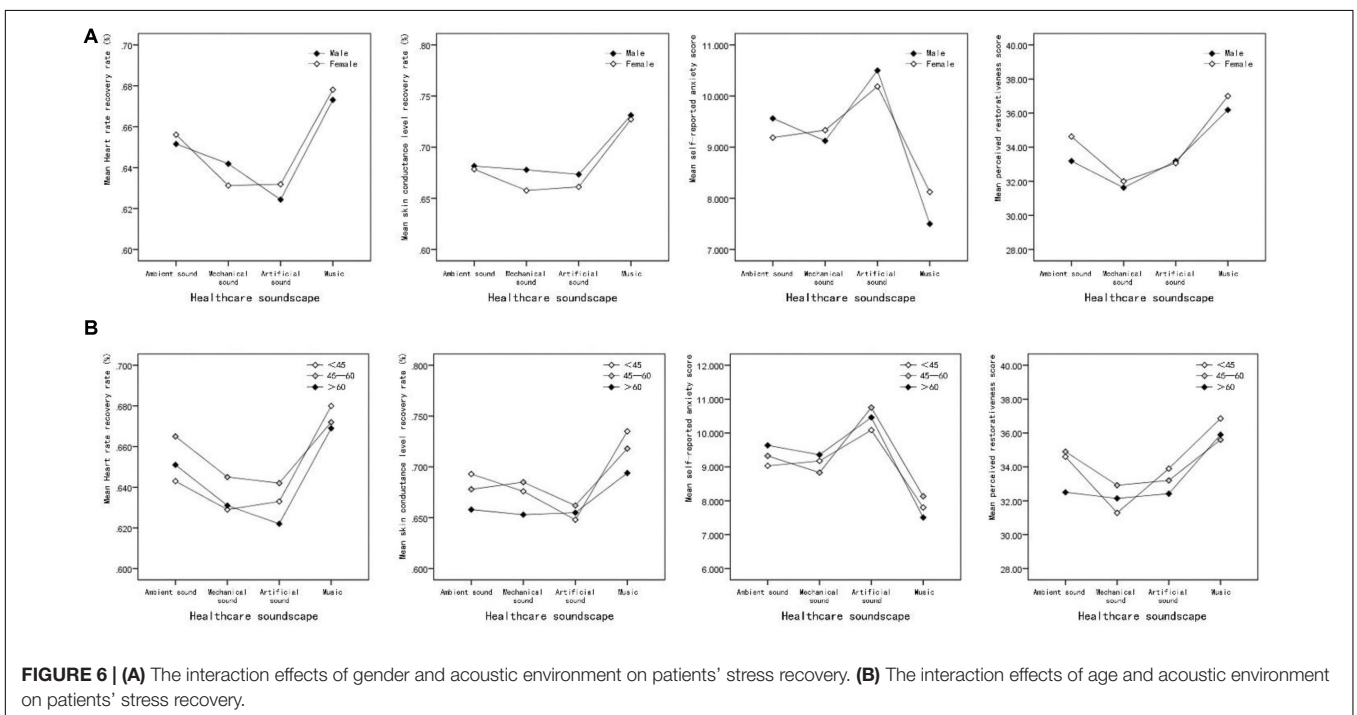 A
Mean Heart rate recovery rate (%)
.70
.68
.66
.64
.62
.60
Male
Female
Ambient sound
Mechanical sound
Artificial sound
Music
Healthcare soundscape
Mean skin conductance level recovery rate (%)
.80
.75
.70
.65
.60
Male
Female
Ambient sound
Mechanical sound
Artificial sound
Music
Healthcare soundscape
Mean self-reported anxiety score
11.000
10.000
9.000
8.000
7.000
Male
Female
Ambient sound
Mechanical sound
Artificial sound
Music
Healthcare soundscape
Mean perceived restorativeness score
40.00
38.00
36.00
34.00
32.00
30.00
28.00
Male
Female
Ambient sound
Mechanical sound
Artificial sound
Music
Healthcare soundscape
B
Mean Heart rate recovery rate (%)
.700
.680
.660
.640
.620
.600
<45
45—60
>60
Ambient sound
Mechanical sound
Artificial sound
Music
Healthcare soundscape
Mean skin conductance level recovery rate (%)
.800
.750
.700
.650
.600
<45
45—60
>60
Ambient sound
Mechanical sound
Artificial sound
Music
Healthcare soundscape
Mean self-reported anxiety score
12.000
11.000
10.000
9.000
8.000
7.000
6.000
<45
45—60
>60
Ambient sound
Mechanical sound
Artificial sound
Music
Healthcare soundscape
Mean perceived restorativeness score
40.00
38.00
36.00
34.00
32.00
30.00
28.00
<45
45—60
>60
Ambient sound
Mechanical sound
Artificial sound
Music
Healthcare soundscape
FIGURE 6 | (A) The interaction effects of gender and acoustic environment on patients' stress recovery. (B) The interaction effects of age and acoustic environment
on patients' stress recovery.